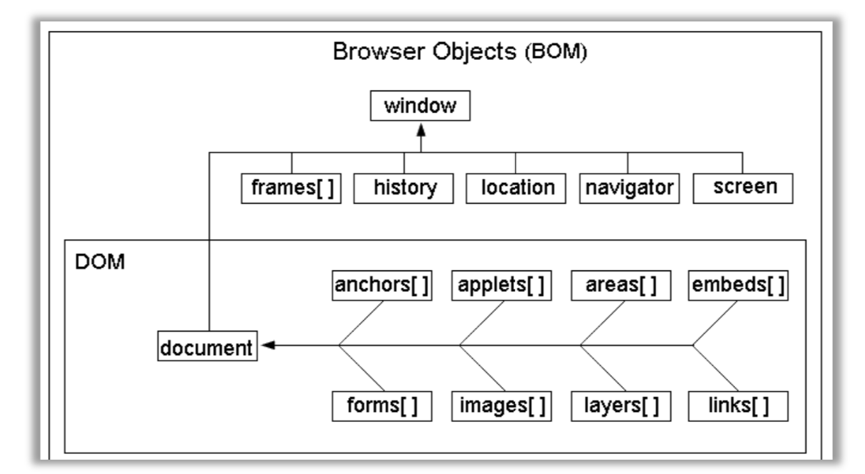 Browser Objects (BOM)
window
frames[ ] history location navigator screen
DOM
anchors[ ] applets[ ] areas[ ] embeds[ ]
document
forms[ ] images[ ] layers[ ] links[ ]